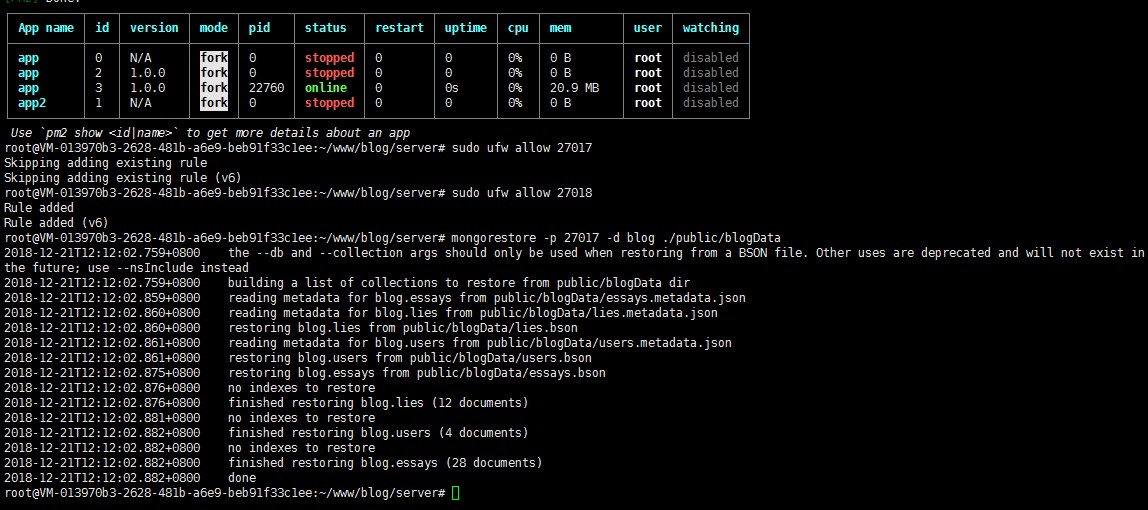 [PM2] Done.
App name id version mode pid status restart uptime cpu mem user watching
app 0 N/A fork 0 stopped 0 0 0% 0 B root disabled
app 2 1.0.0 fork 0 stopped 0 0 0% 0 B root disabled
app 3 1.0.0 fork 22760 online 0 0s 0% 20.9 MB root disabled
app2 1 N/A fork 0 stopped 0 0 0% 0 B root disabled
Use `pm2 show <id|name>` to get more details about an app
root@VM-013970b3-2628-481b-a6e9-beb91f33c1ee:~/www/blog/server# sudo ufw allow 27017
Skipping adding existing rule
Skipping adding existing rule (v6)
root@VM-013970b3-2628-481b-a6e9-beb91f33c1ee:~/www/blog/server# sudo ufw allow 27018
Rule added
Rule added (v6)
root@VM-013970b3-2628-481b-a6e9-beb91f33c1ee:~/www/blog/server# mongorestore -p 27017 -d blog ./public/blogData
2018-12-21T12:12:02.759+0800 the --db and --collection args should only be used when restoring from a BSON file. Other uses are deprecated and will not exist in
the future; use --nsInclude instead
2018-12-21T12:12:02.759+0800 building a list of collections to restore from public/blogData dir
2018-12-21T12:12:02.859+0800 reading metadata for blog.essays from public/blogData/essays.metadata.json
2018-12-21T12:12:02.860+0800 reading metadata for blog.lies from public/blogData/lies.metadata.json
2018-12-21T12:12:02.860+0800 restoring blog.lies from public/blogData/lies.bson
2018-12-21T12:12:02.861+0800 reading metadata for blog.users from public/blogData/users.metadata.json
2018-12-21T12:12:02.861+0800 restoring blog.users from public/blogData/users.bson
2018-12-21T12:12:02.875+0800 restoring blog.essays from public/blogData/essays.bson
2018-12-21T12:12:02.876+0800 no indexes to restore
2018-12-21T12:12:02.876+0800 finished restoring blog.lies (12 documents)
2018-12-21T12:12:02.881+0800 no indexes to restore
2018-12-21T12:12:02.882+0800 finished restoring blog.users (4 documents)
2018-12-21T12:12:02.882+0800 no indexes to restore
2018-12-21T12:12:02.882+0800 finished restoring blog.essays (28 documents)
2018-12-21T12:12:02.882+0800 done
root@VM-013970b3-2628-481b-a6e9-beb91f33c1ee:~/www/blog/server#